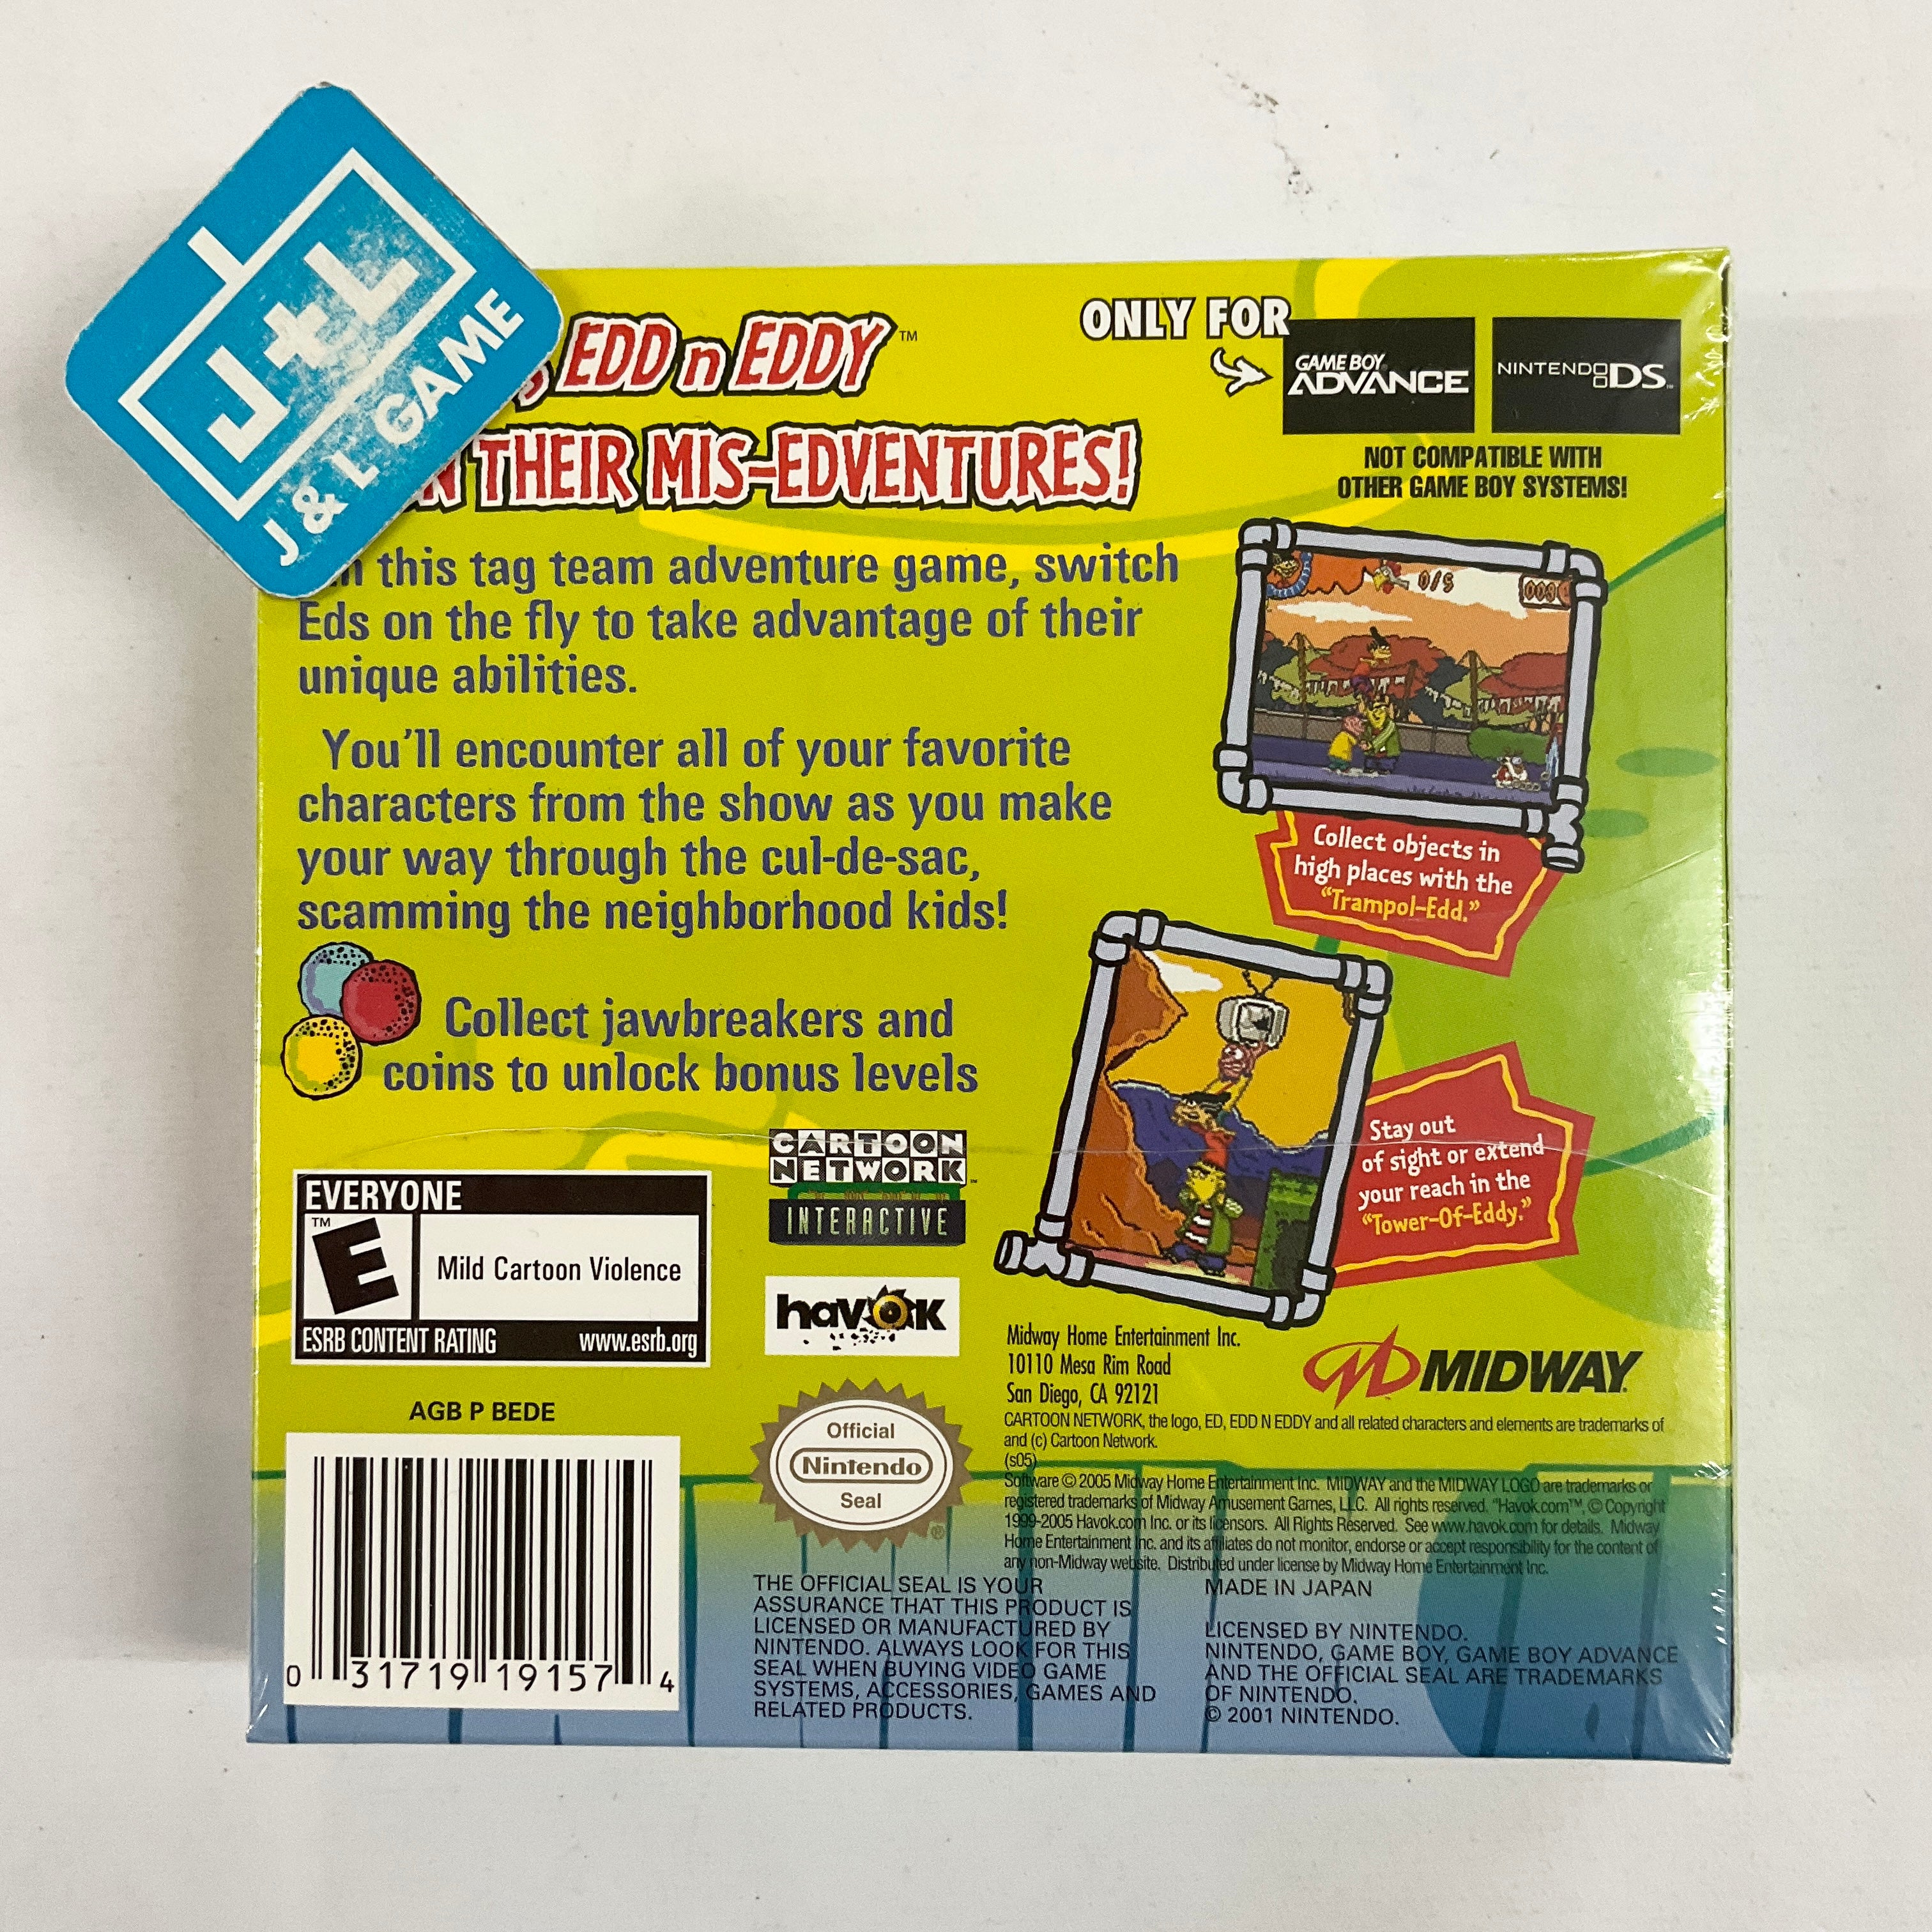 J+L
J & L GAME
EDD n EDDY™
THEIR MIS-EDVENTURES!
ONLY FOR
GAME BOY ADVANCE
NINTENDO DS™
NOT COMPATIBLE WITH
OTHER GAME BOY SYSTEMS!
this tag team adventure game, switch
Eds on the fly to take advantage of their
unique abilities.
You'll encounter all of your favorite
characters from the show as you make
your way through the cul-de-sac,
scamming the neighborhood kids!
Collect jawbreakers and
coins to unlock bonus levels
0/5
Collect objects in
high places with the
"Trampol-Edd."
Stay out
of sight or extend
your reach in the
"Tower-Of-Eddy."
EVERYONE
E™
Mild Cartoon Violence
ESRB CONTENT RATING www.esrb.org
CARTOON
NETWORK™
INTERACTIVE
havok
AGB P BEDE
0 31719 19157 4
Official
Nintendo
Seal
®
Midway Home Entertainment Inc.
10110 Mesa Rim Road
San Diego, CA 92121
MIDWAY
CARTOON NETWORK, the logo, ED, EDD N EDDY and all related characters and elements are trademarks of
and (c) Cartoon Network.
(s05)
Software © 2005 Midway Home Entertainment Inc. MIDWAY and the MIDWAY LOGO are trademarks or
registered trademarks of Midway Amusement Games, LLC. All rights reserved. "Havok.com™, © Copyright
1999-2005 Havok.com Inc. or its licensors. All Rights Reserved. See www.havok.com for details. Midway
Home Entertainment Inc. and its affiliates do not monitor, endorse or accept responsibility for the content of
any non-Midway website. Distributed under license by Midway Home Entertainment Inc.
THE OFFICIAL SEAL IS YOUR
ASSURANCE THAT THIS PRODUCT IS
LICENSED OR MANUFACTURED BY
NINTENDO. ALWAYS LOOK FOR THIS
SEAL WHEN BUYING VIDEO GAME
SYSTEMS, ACCESSORIES, GAMES AND
RELATED PRODUCTS.
MADE IN JAPAN
LICENSED BY NINTENDO.
NINTENDO, GAME BOY, GAME BOY ADVANCE
AND THE OFFICIAL SEAL ARE TRADEMARKS
OF NINTENDO.
© 2001 NINTENDO.